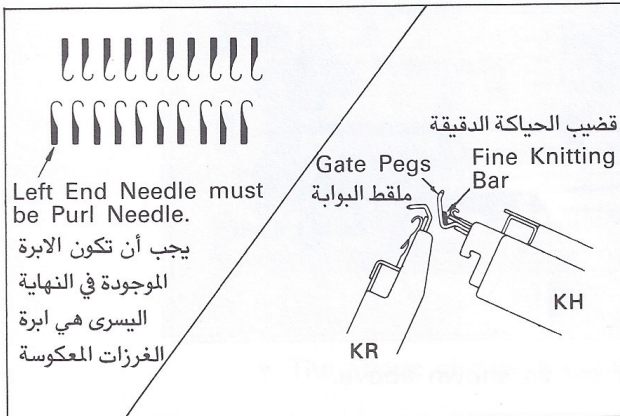 Left End Needle must
be Purl Needle.
يجب أن تكون الابرة
الموجودة في النهاية
اليسرى هي ابرة
الغرزات المعكوسة
قضيب الحياكة الدقيقة
Fine Knitting
Bar
Gate Pegs
ملقط البوابة
KH
KR